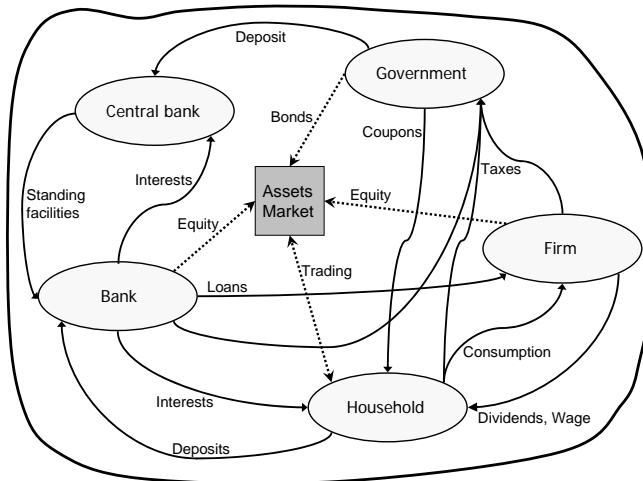 Deposit
Government
Central bank
Bonds
Coupons
Interests
Taxes
Standing
facilities
Assets
Market
Equity
Equity
Firm
Trading
Loans
Bank
Consumption
Interests
Household
Dividends, Wage
Deposits